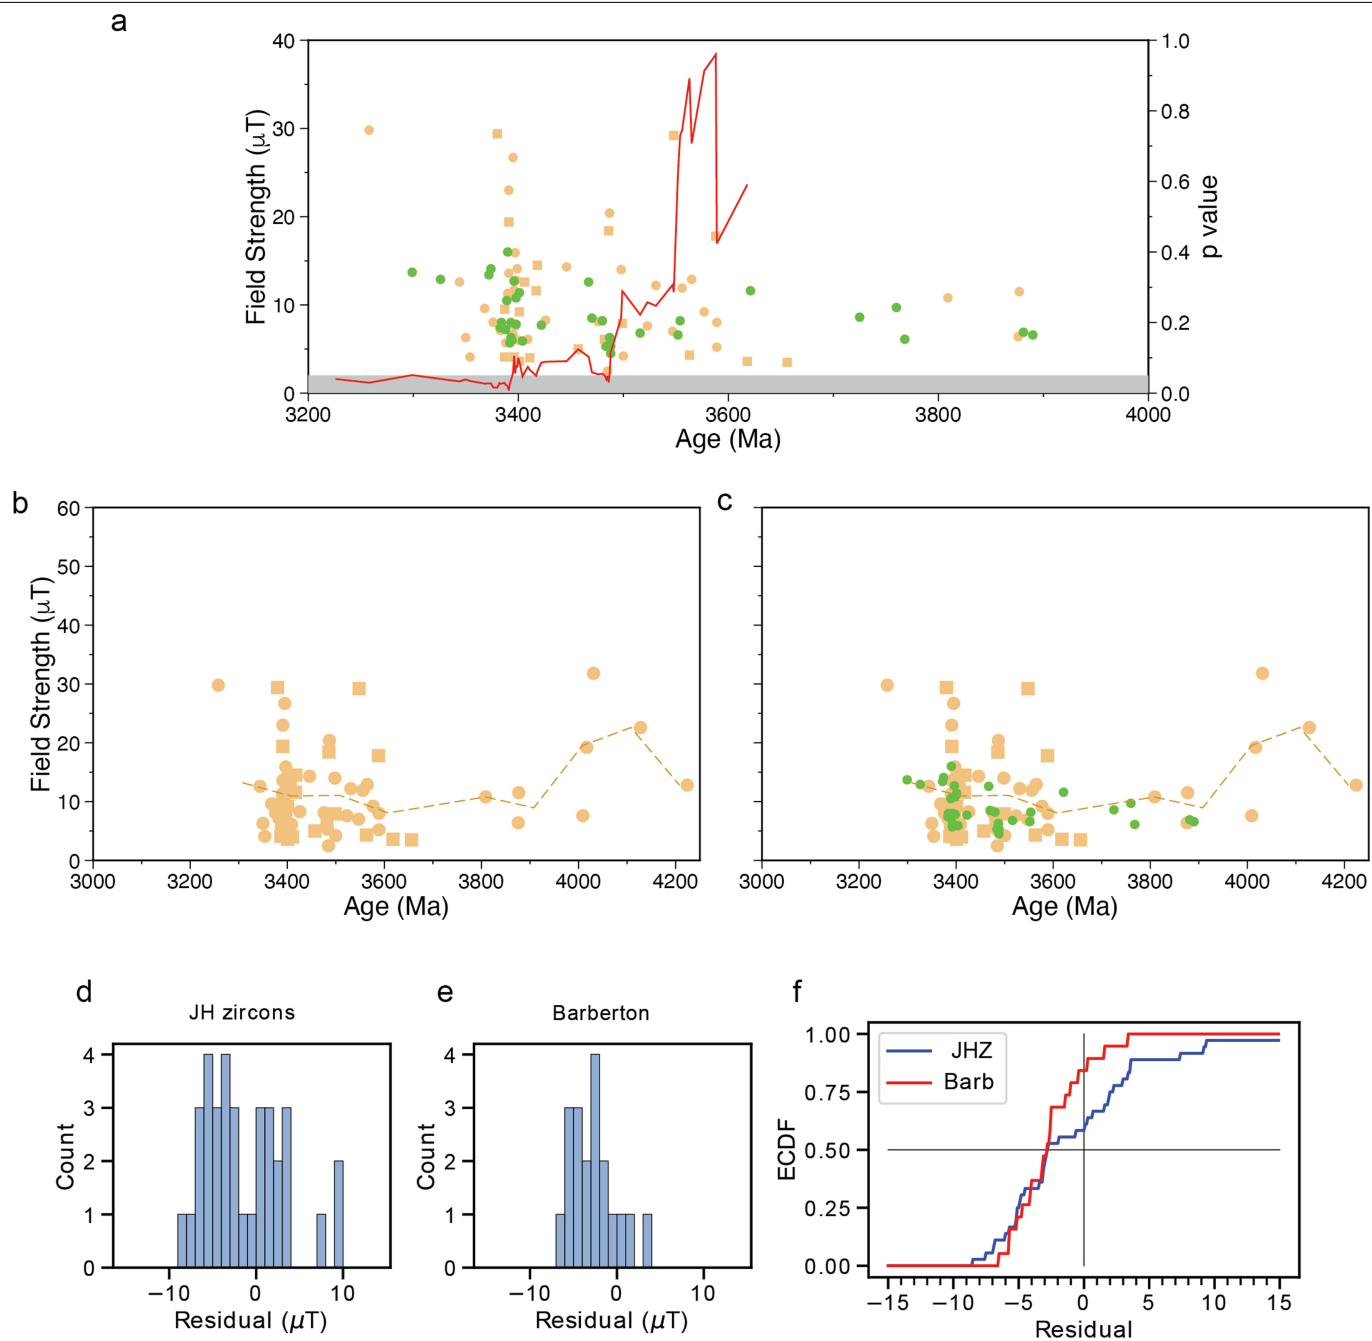 a
40
30
20
10
0
Field Strength (μT)
1.0
0.8
0.6
0.4
0.2
0.0
p value
3200 3400 3600 3800 4000
Age (Ma)
b
60
50
40
30
20
10
0
Field Strength (μT)
3000 3200 3400 3600 3800 4000 4200
Age (Ma)
c
3000 3200 3400 3600 3800 4000 4200
Age (Ma)
d
JH zircons
4
3
2
1
0
Count
−10 0 10
Residual (μT)
e
Barberton
4
3
2
1
0
Count
−10 0 10
Residual (μT)
f
1.00
0.75
0.50
0.25
0.00
ECDF
JHZ
Barb
−15 −10 −5 0 5 10 15
Residual